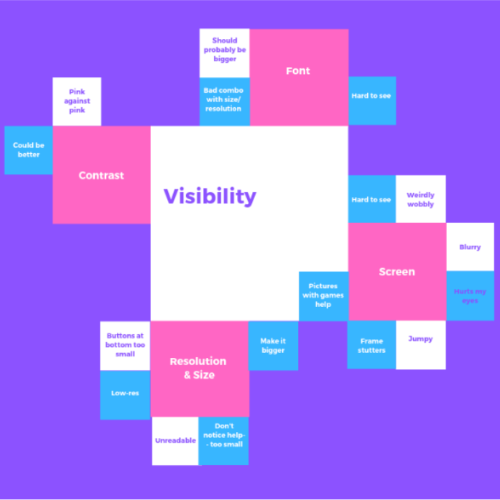 Should
probably be
bigger
Font
Bad combo
with size/
resolution
Hard to see
Pink
against
pink
Could be
better
Contrast
Visibility
Hard to see
Weirdly
wobbly
Screen
Blurry
Hurts my
eyes
Pictures
with games
help
Frame
stutters
Jumpy
Buttons at
bottom too
small
Low-res
Resolution
& Size
Make it
bigger
Unreadable
Don't
notice help-
- too small